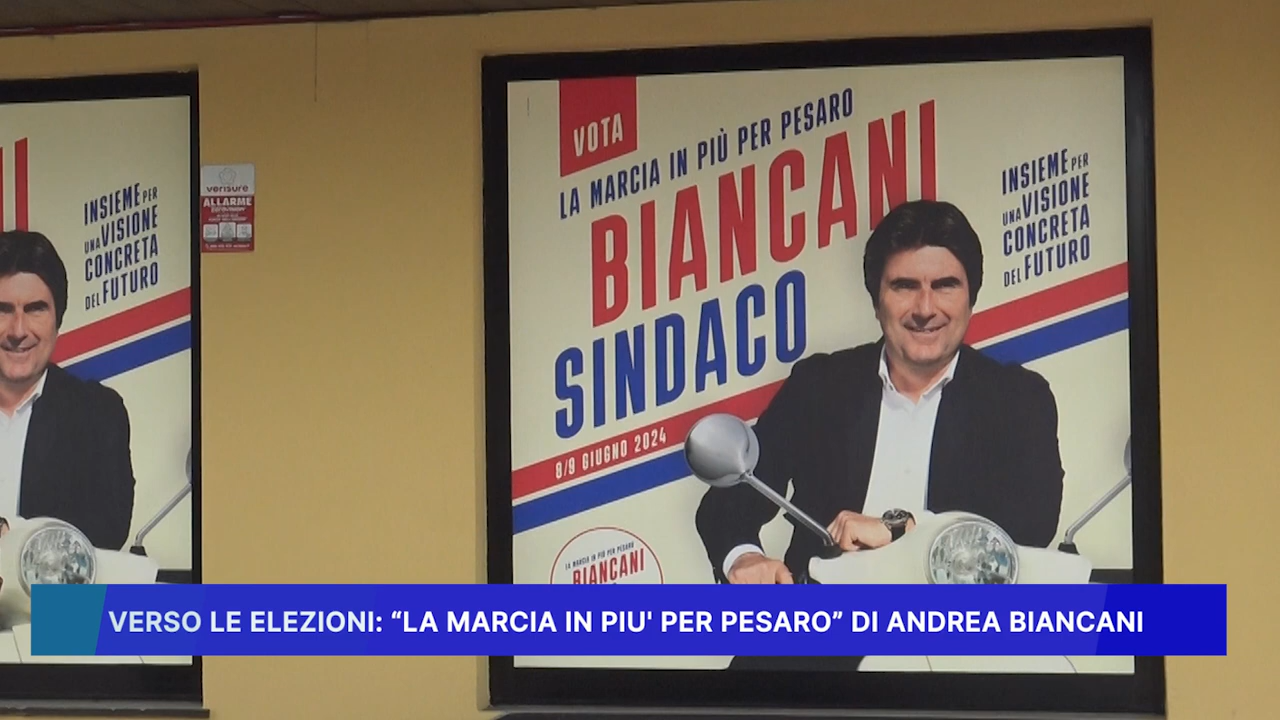 INSIEME PER
UNA VISIONE
CONCRETA
DEL FUTURO
verisure
ALLARME
VOTA
LA MARCIA IN PIÙ PER PESARO
BIANCANI
SINDACO
8/9 GIUGNO 2024
INSIEME PER
UNA VISIONE
CONCRETA
DEL FUTURO
LA MARCIA IN PIÙ PER PESARO
BIANCANI
VERSO LE ELEZIONI: “LA MARCIA IN PIU' PER PESARO” DI ANDREA BIANCANI